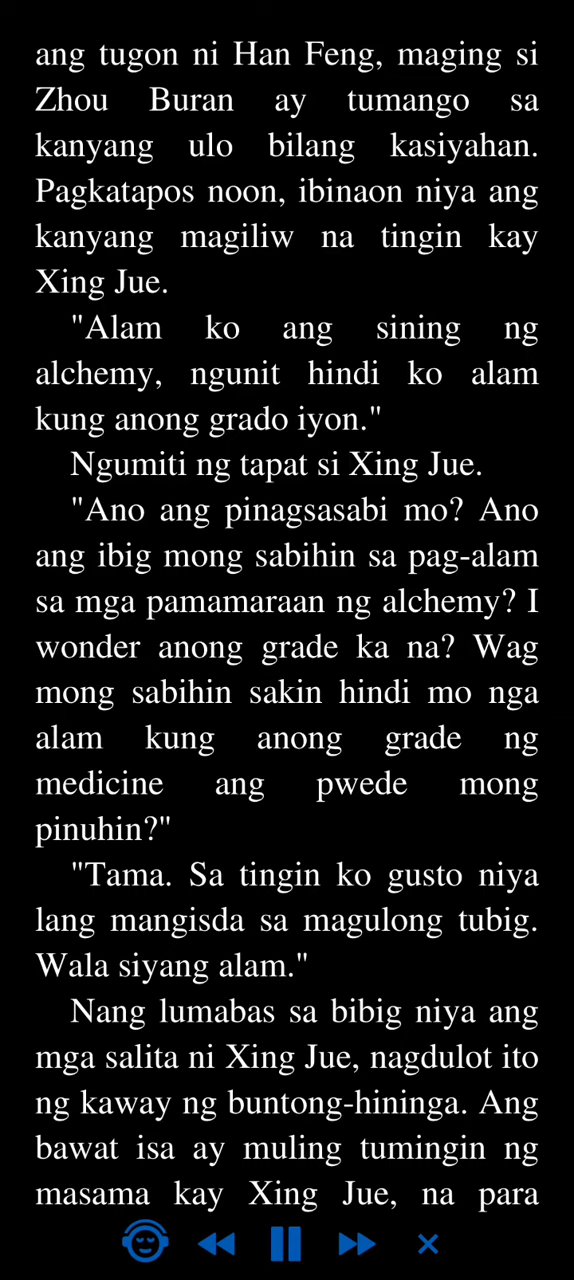 ang tugon ni Han Feng, maging si
Zhou Buran ay tumango sa
kanyang ulo bilang kasiyahan.
Pagkatapos noon, ibinaon niya ang
kanyang magiliw na tingin kay
Xing Jue.
"Alam ko ang sining ng
alchemy, ngunit hindi ko alam
kung anong grado iyon."
Ngumiti ng tapat si Xing Jue.
"Ano ang pinagsasabi mo? Ano
ang ibig mong sabihin sa pag-alam
sa mga pamamaraan ng alchemy? I
wonder anong grade ka na? Wag
mong sabihin sakin hindi mo nga
alam kung anong grade ng
medicine ang pwede mong
pinuhin?"
"Tama. Sa tingin ko gusto niya
lang mangisda sa magulong tubig.
Wala siyang alam."
Nang lumabas sa bibig niya ang
mga salita ni Xing Jue, nagdulot ito
ng kaway ng buntong-hininga. Ang
bawat isa ay muling tumingin ng
masama kay Xing Jue, na para